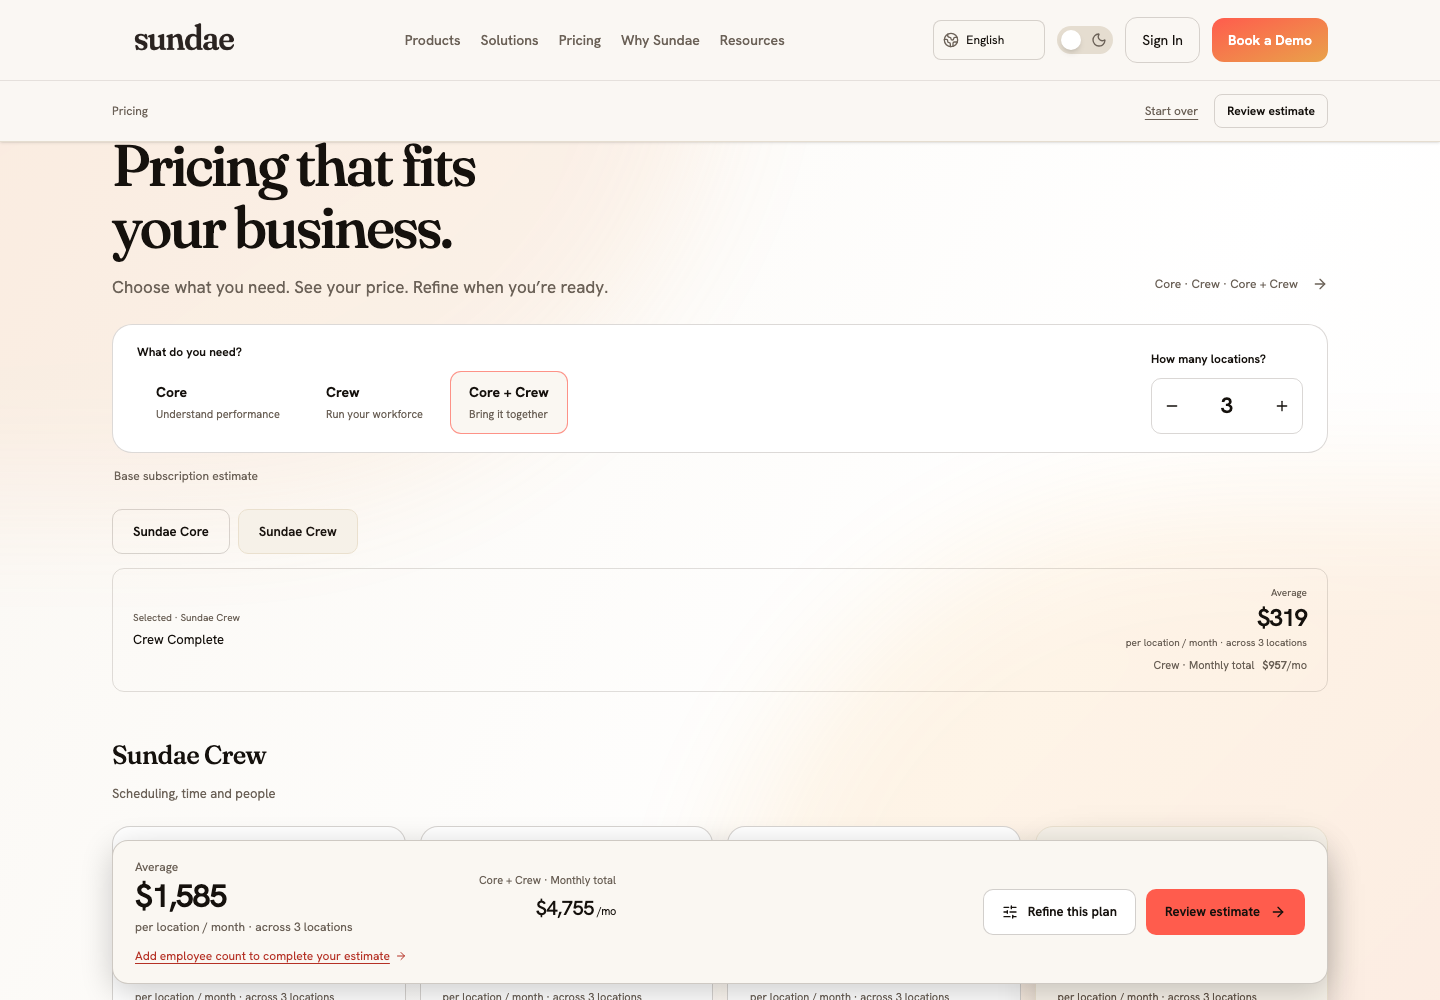 sundae
Products
Solutions
Pricing
Why Sundae
Resources
English
Sign In
Book a Demo
Pricing
Start over
Review estimate
Pricing that fits
your business.
Choose what you need. See your price. Refine when you’re ready.
Core · Crew · Core + Crew
What do you need?
Core
Understand performance
Crew
Run your workforce
Core + Crew
Bring it together
How many locations?
3
Base subscription estimate
Sundae Core
Sundae Crew
Selected · Sundae Crew
Crew Complete
Average
$319
per location / month · across 3 locations
Crew · Monthly total $957/mo
Sundae Crew
Scheduling, time and people
Average
$1,585
per location / month · across 3 locations
Add employee count to complete your estimate
Core + Crew · Monthly total
$4,755 /mo
Refine this plan
Review estimate
per location / month · across 3 locations
per location / month · across 3 locations
per location / month · across 3 locations
per location / month · across 3 locations